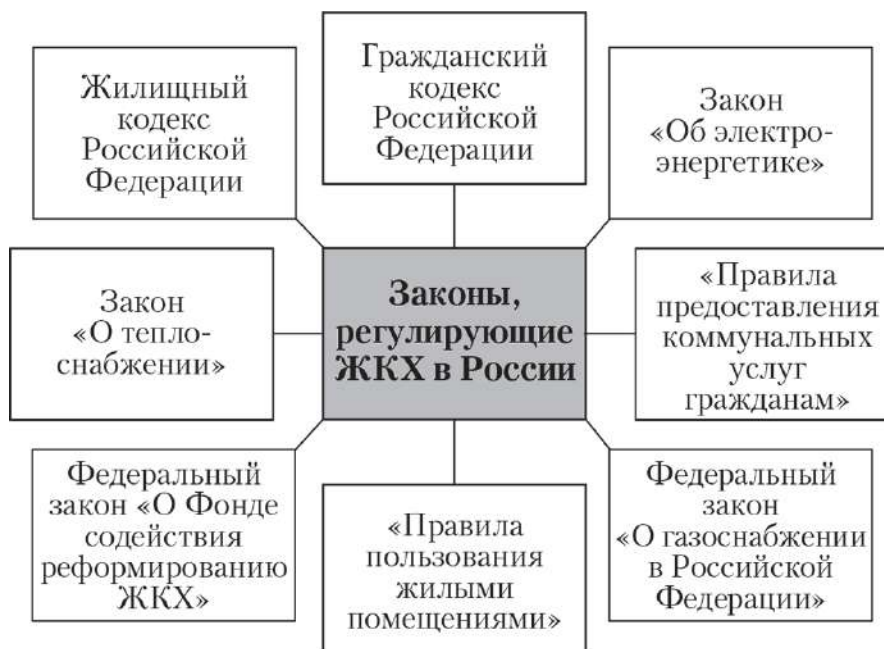 Жилищный
кодекс
Российской
Федерации
Гражданский
кодекс
Российской
Федерации
Закон
«Об электро-
энергетике»
Закон
«О тепло-
снабжении»
Законы,
регулирующие
ЖКХ в России
«Правила
предоставления
коммунальных
услуг
гражданам»
Федеральный
закон «О Фонде
содействия
реформированию
ЖКХ»
«Правила
пользования
жилыми
помещениями»
Федеральный
закон
«О газоснабжении
в Российской
Федерации»